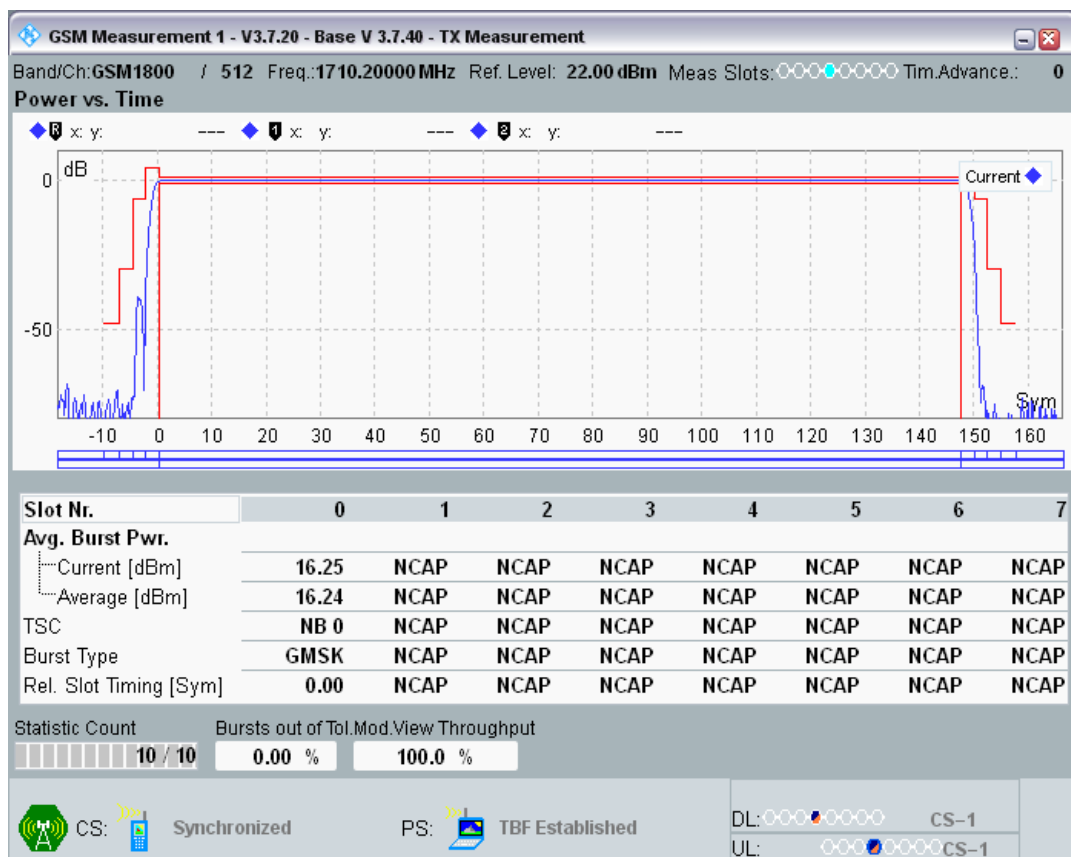 GSM Measurement 1 - V3.7.20 - Base V 3.7.40 - TX Measurement
Band/Ch:GSM1800 / 512 Freq.:1710.20000 MHz Ref. Level: 22.00 dBm Meas Slots: Tim.Advance.: 0
Power vs. Time
R x: y: --- 1 x: y: --- 2 x: y: ---
dB
Current
0
-50
Sym
-10 0 10 20 30 40 50 60 70 80 90 100 110 120 130 140 150 160
Slot Nr. 0 1 2 3 4 5 6 7
Avg. Burst Pwr.
Current [dBm] 16.25 NCAP NCAP NCAP NCAP NCAP NCAP NCAP
Average [dBm] 16.24 NCAP NCAP NCAP NCAP NCAP NCAP NCAP
TSC NB 0 NCAP NCAP NCAP NCAP NCAP NCAP NCAP
Burst Type GMSK NCAP NCAP NCAP NCAP NCAP NCAP NCAP
Rel. Slot Timing [Sym] 0.00 NCAP NCAP NCAP NCAP NCAP NCAP NCAP
Statistic Count Bursts out of Tol.Mod.View Throughput
10 / 10 0.00 % 100.0 %
CS: Synchronized PS: TBF Established
DL: CS-1
UL: CS-1